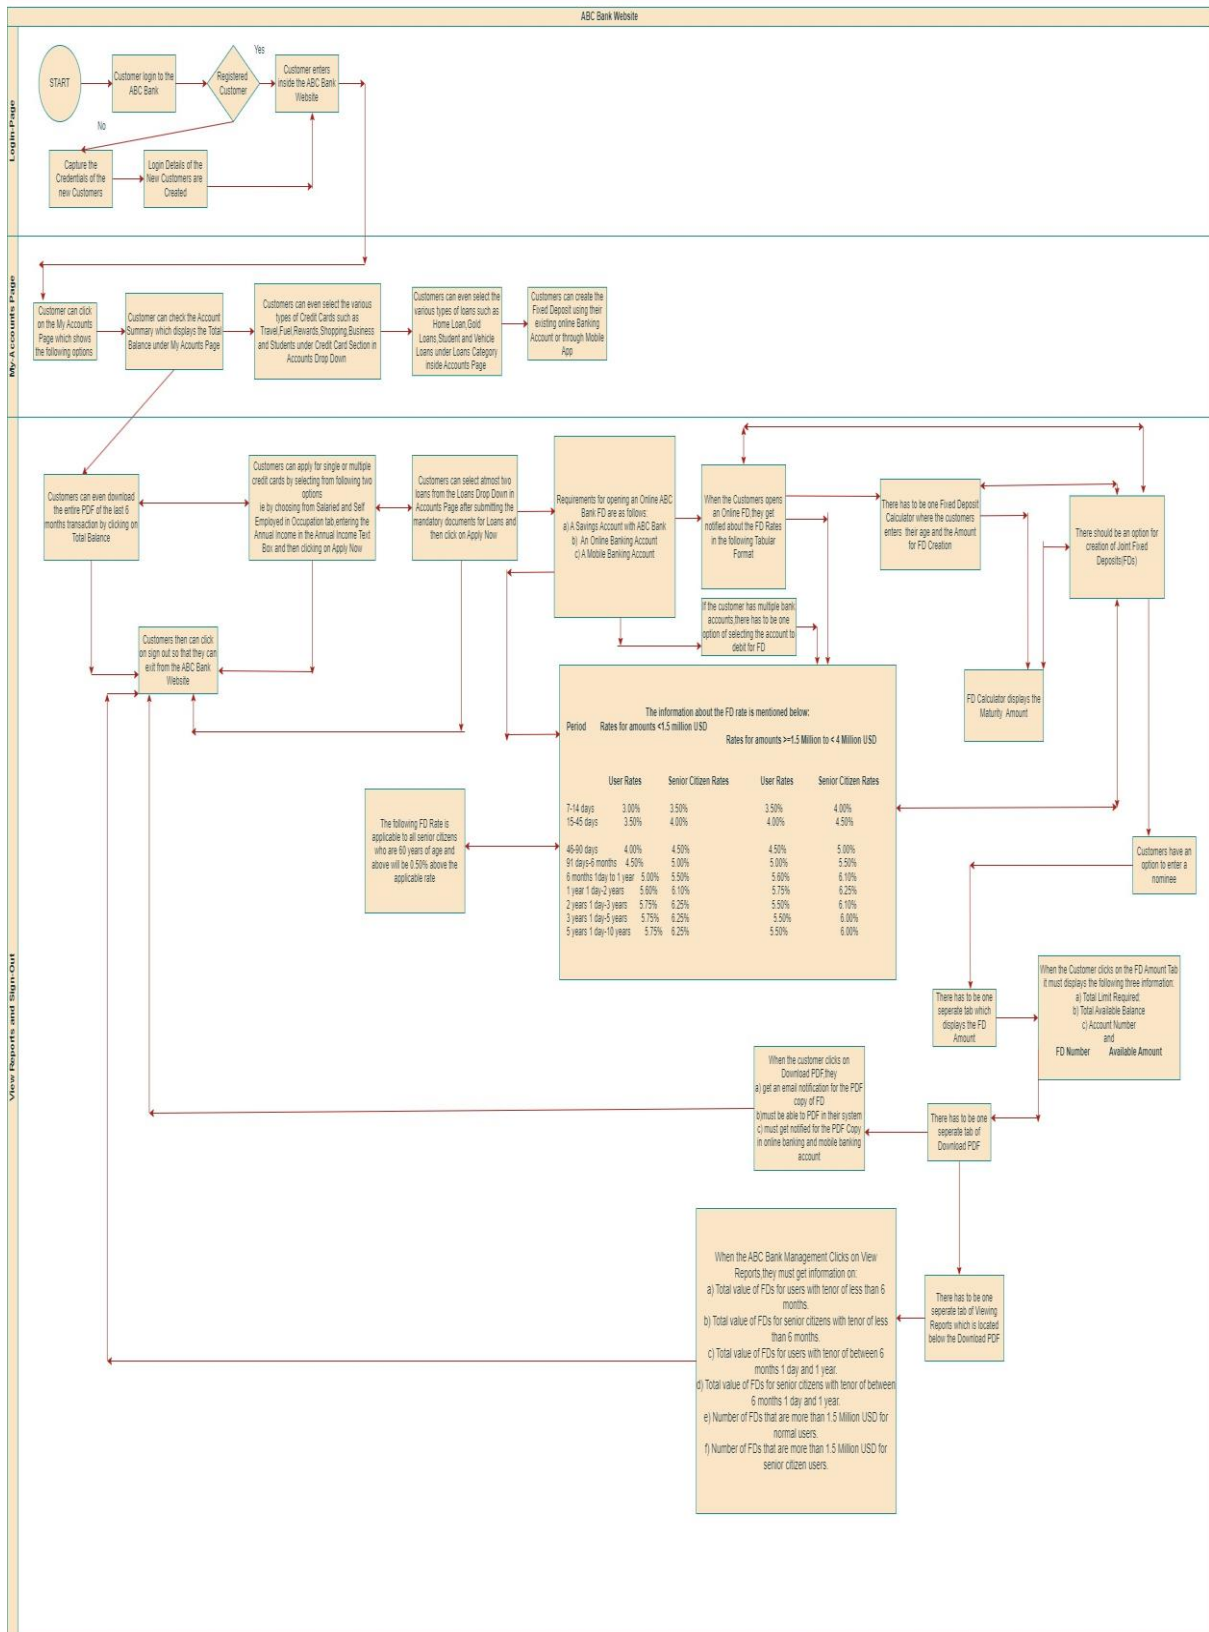 ABC Bank Website
Login-Page
START
Customer login to the
ABC Bank
Registered
Customer
Yes
No
Customer enters
inside the ABC Bank
Website
Capture the
Credentials of the
new Customers
Login Details of the
New Customers are
Created
My-Accounts Page
Customer can click
on the My Accounts
Page which shows
the following options
Customer can check the Account
Summary which displays the Total
Balance under My Acounts Page
Customers can even select the various
types of Credit Cards such as
Travel,Fuel,Rewards,Shopping,Business
and Students under Credit Card Section in
Accounts Drop Down
Customers can even select the
various types of loans such as
Home Loan,Gold
Loans,Student and Vehicle
Loans under Loans Category
inside Accounts Page
Customers can create the
Fixed Deposit using their
existing online Banking
Account or through Mobile
App
View Reports and Sign-Out
Customers can even download
the entire PDF of the last 6
months transaction by clicking on
Total Balance
Customers can apply for single or multiple
credit cards by selecting from following two
options
ie by choosing from Salaried and Self
Employed in Occupation tab,entering the
Annual Income in the Annual Income Text
Box and then clicking on Apply Now
Customers can select atmost two
loans from the Loans Drop Down in
Accounts Page after submitting the
mandatory documents for Loans and
then click on Apply Now
Requirements for opening an Online ABC
Bank FD are as follows:
a) A Savings Account with ABC Bank
b) An Online Banking Account
c) A Mobile Banking Account
When the Customers opens
an Online FD,they get
notified about the FD Rates
in the following Tabular
Format
There has to be one Fixed Deposit
Calculator where the customers
enters their age and the Amount
for FD Creation
There should be an option for
creation of Joint Fixed
Deposits(FDs)
If the customer has multiple bank
accounts,there has to be one
option of selecting the account to
debit for FD
Customers then can click
on sign out so that they can
exit from the ABC Bank
Website
FD Calculator displays the
Maturity Amount
The information about the FD rate is mentioned below:
Period Rates for amounts <1.5 million USD
Rates for amounts >=1.5 Million to < 4 Million USD
User Rates Senior Citizen Rates User Rates Senior Citizen Rates
7-14 days 3.00% 3.50% 3.50% 4.00%
15-45 days 3.50% 4.00% 4.00% 4.50%
46-90 days 4.00% 4.50% 4.50% 5.00%
91 days-6 months 4.50% 5.00% 5.00% 5.50%
6 months 1day to 1 year 5.00% 5.50% 5.60% 6.10%
1 year 1 day-2 years 5.60% 6.10% 5.75% 6.25%
2 years 1 day-3 years 5.75% 6.25% 5.50% 6.10%
3 years 1 day-5 years 5.75% 6.25% 5.50% 6.00%
5 years 1 day-10 years 5.75% 6.25% 5.50% 6.00%
The following FD Rate is
applicable to all senior citizens
who are 60 years of age and
above will be 0.50% above the
applicable rate
Customers have an
option to enter a
nominee
There has to be one
seperate tab which
displays the FD
Amount
When the Customer clicks on the FD Amount Tab
it must displays the following three information:
a) Total Limit Required:
b) Total Available Balance
c) Account Number
and
FD Number Available Amount
When the customer clicks on
Download PDF,they
a) get an email notification for the PDF
copy of FD
b)must be able to PDF in their system
c) must get notified for the PDF Copy
in online banking and mobile banking
account
There has to be one
seperate tab of
Download PDF
When the ABC Bank Management Clicks on View
Reports,they must get information on:
a) Total value of FDs for users with tenor of less than 6
months.
b) Total value of FDs for senior citizens with tenor of less
than 6 months.
c) Total value of FDs for users with tenor of between 6
months 1 day and 1 year.
d) Total value of FDs for senior citizens with tenor of between
6 months 1 day and 1 year.
e) Number of FDs that are more than 1.5 Million USD for
normal users.
f) Number of FDs that are more than 1.5 Million USD for
senior citizen users.
There has to be one
seperate tab of Viewing
Reports which is located
below the Download PDF